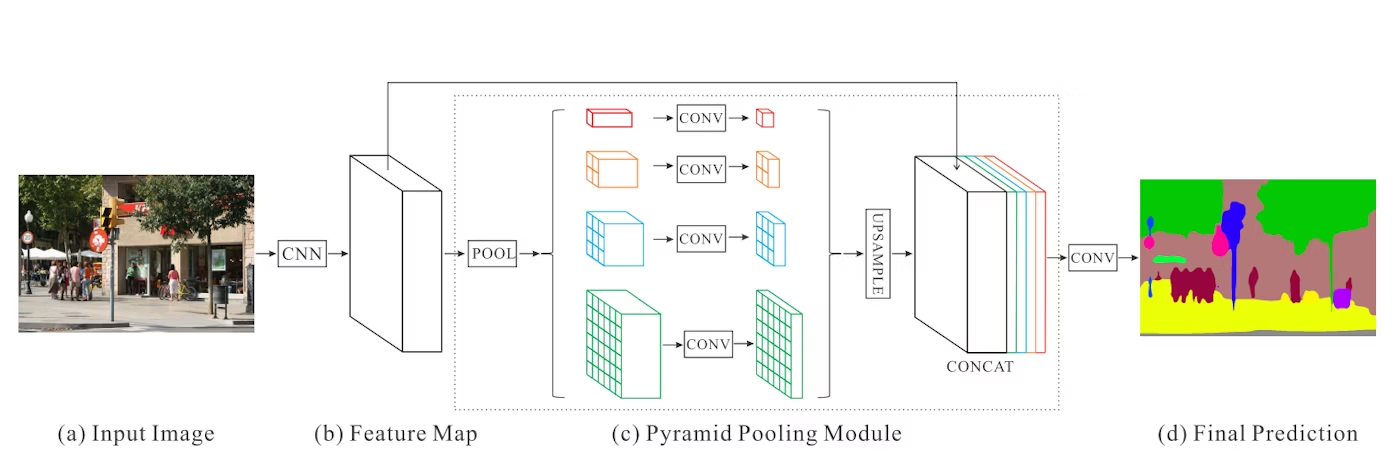 CNN
POOL
CONV
CONV
CONV
CONV
UPSAMPLE
CONCAT
CONV
(a) Input Image
(b) Feature Map
(c) Pyramid Pooling Module
(d) Final Prediction